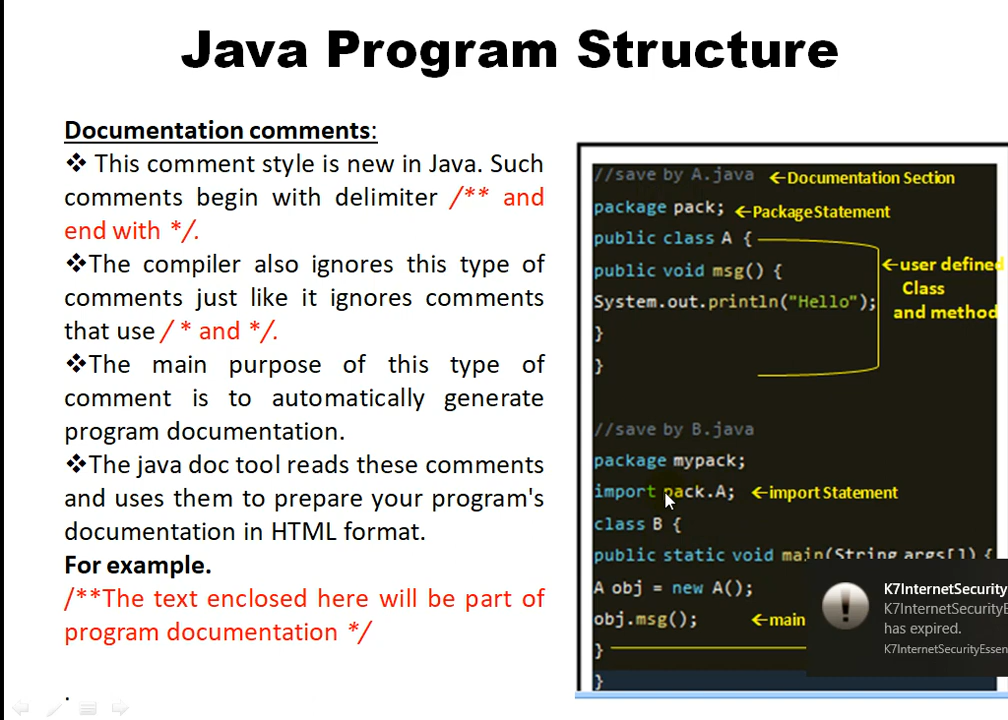 Java Program Structure
Documentation comments:
❖ This comment style is new in Java. Such
comments begin with delimiter /** and
end with */.
❖The compiler also ignores this type of
comments just like it ignores comments
that use / * and */.
❖The main purpose of this type of
comment is to automatically generate
program documentation.
❖The java doc tool reads these comments
and uses them to prepare your program's
documentation in HTML format.
For example.
/**The text enclosed here will be part of
program documentation */
.
//save by A.java ←Documentation Section
package pack; ←PackageStatement
public class A {
public void msg() { ←user defined
System.out.println("Hello"); Class
} and method
}
//save by B.java
package mypack;
import pack.A; ←import Statement
class B {
public static void main(String args[]) {
A obj = new A();
obj.msg(); ←main
}
}
K7InternetSecurity
K7InternetSecurityE
has expired.
K7InternetSecurityEssen